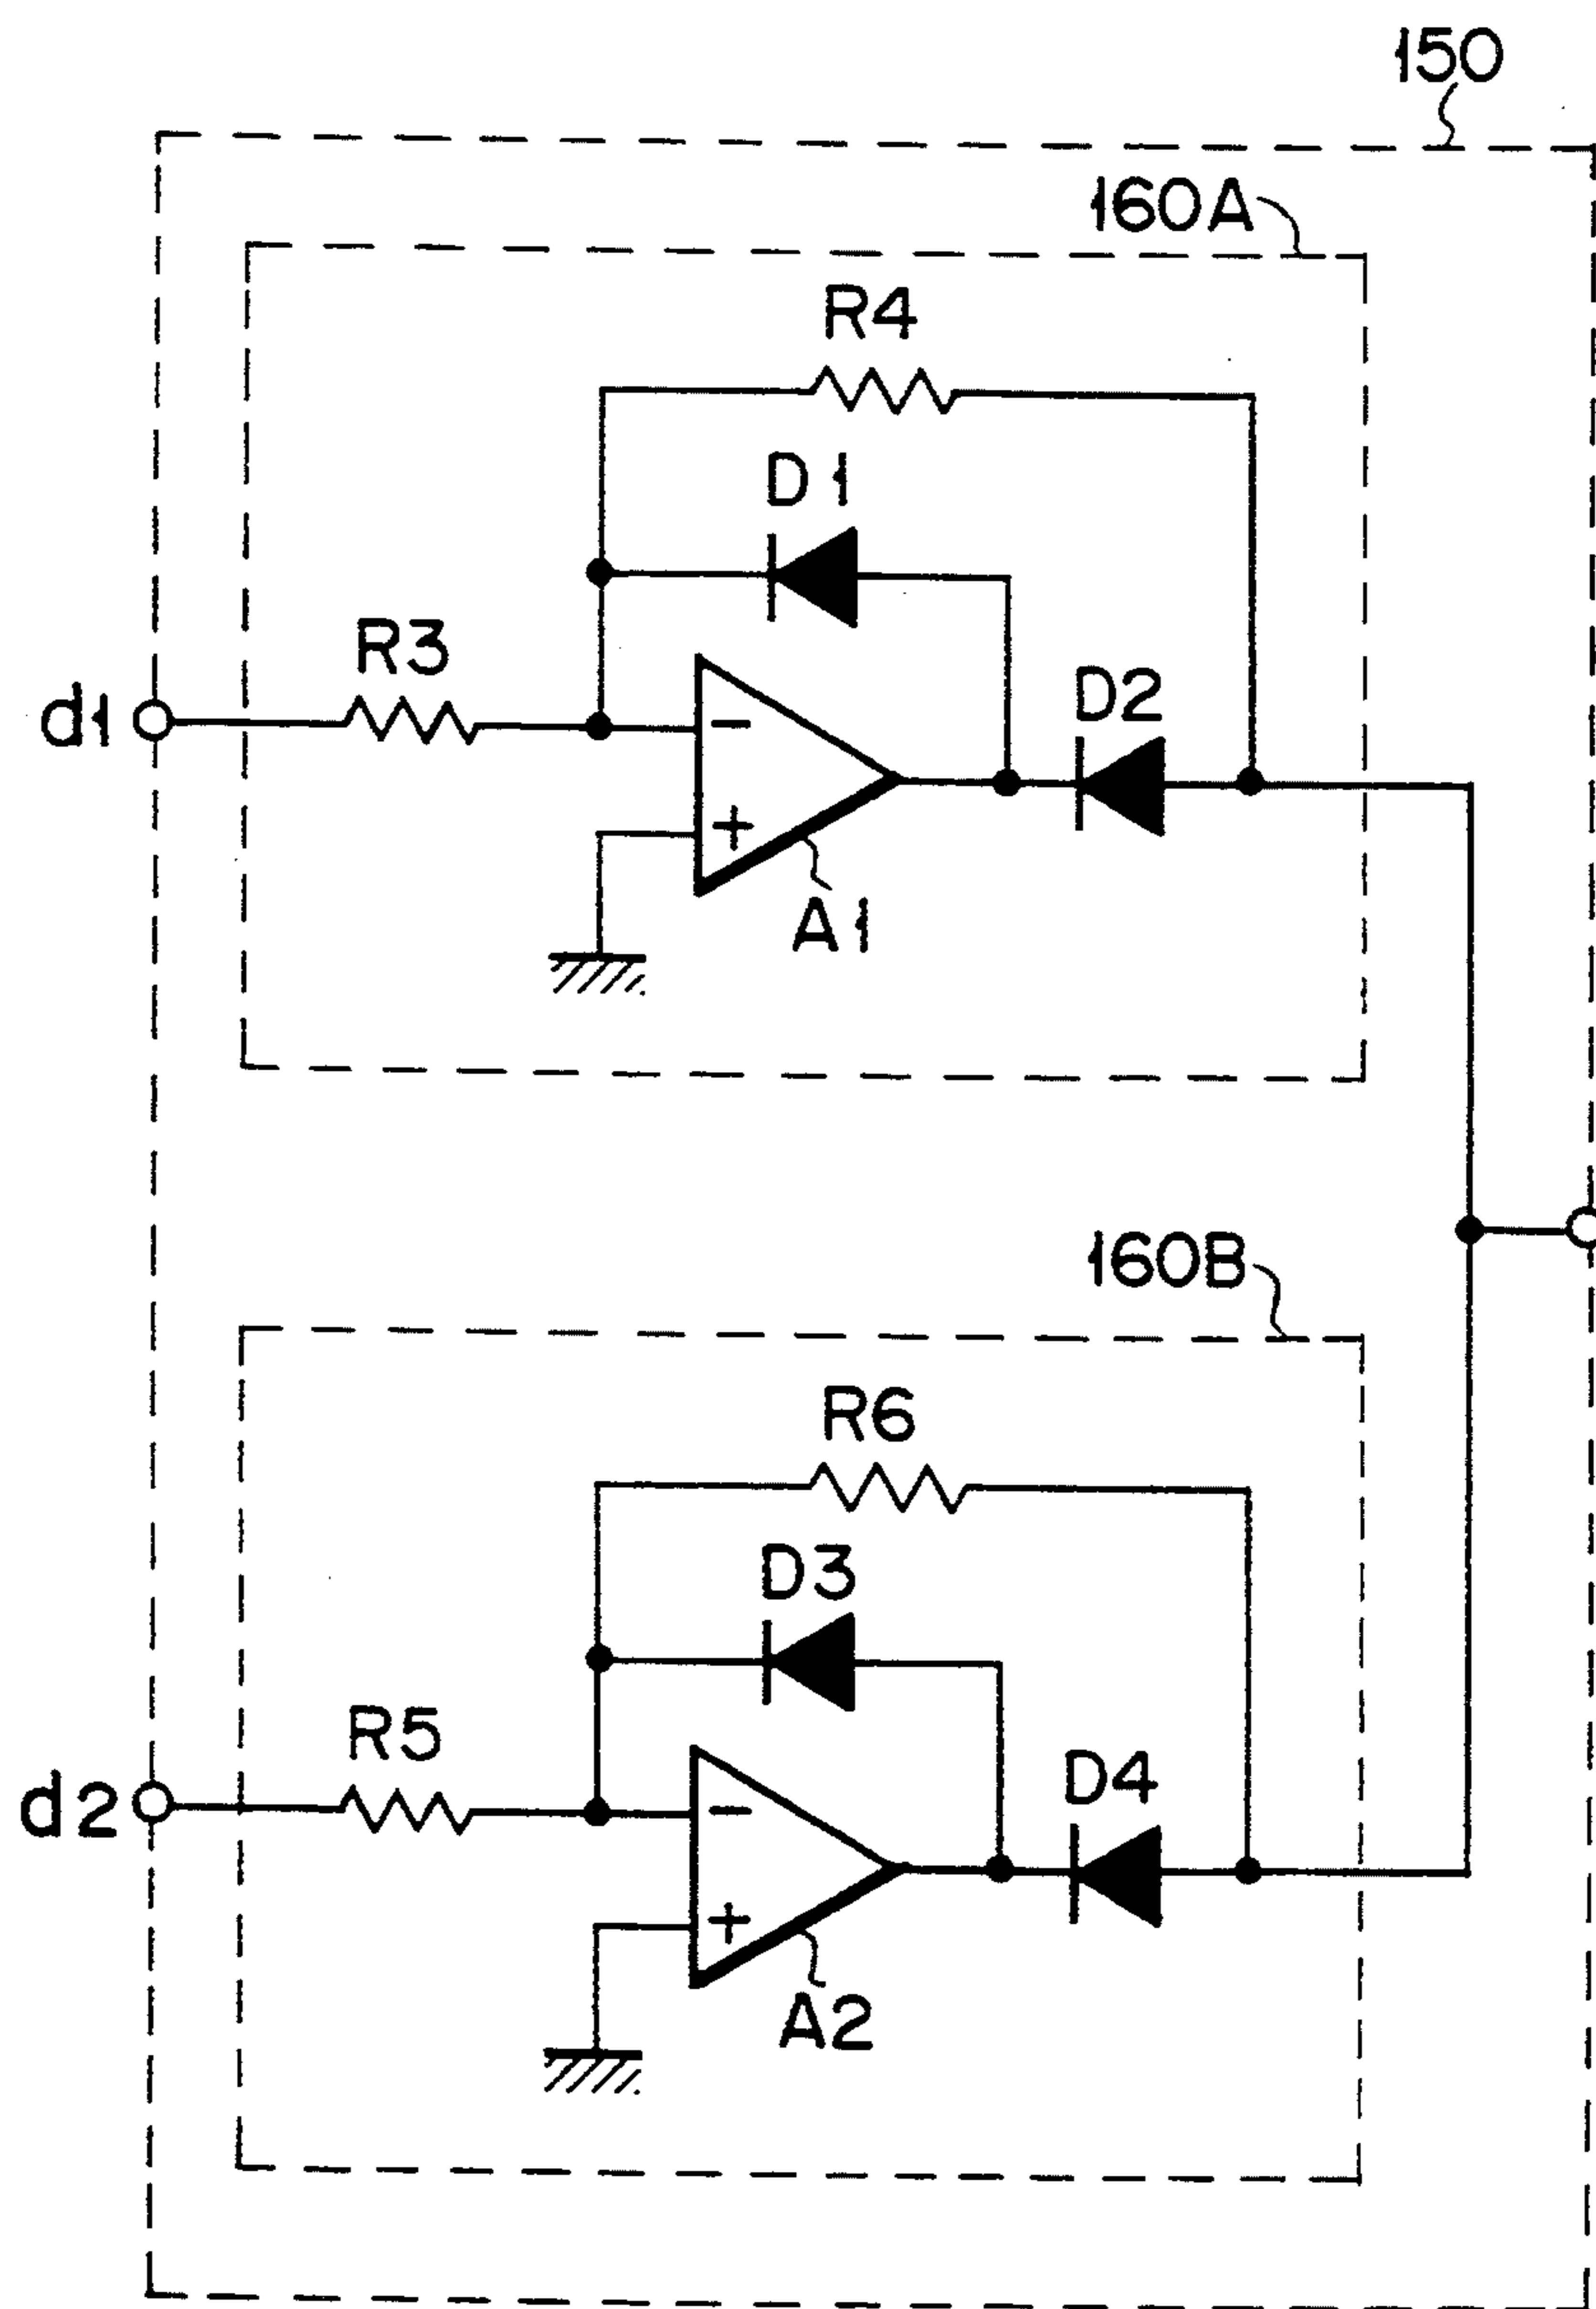 150
160A
R4
D1
R3
D2
d1
−
+
A1
160B
R6
D3
R5
D4
d2
−
+
A2